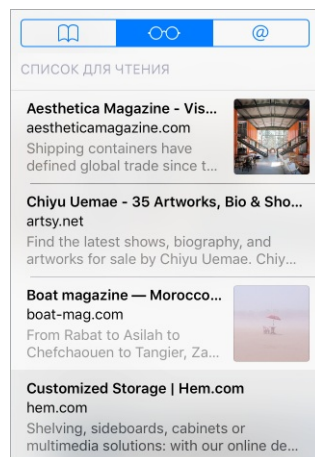 @
СПИСОК ДЛЯ ЧТЕНИЯ
Aesthetica Magazine - Vis...
aestheticamagazine.com
Shipping containers have
defined global trade since t...
Chiyu Uemae - 35 Artworks, Bio & Sho...
artsy.net
Find the latest shows, biography, and
artworks for sale by Chiyu Uemae. Chiy...
Boat magazine — Morocco...
boat-mag.com
From Rabat to Asilah to
Chefchaouen to Tangier, Za...
Customized Storage | Hem.com
hem.com
Shelving, sideboards, cabinets or
multimedia solutions: with our online de...